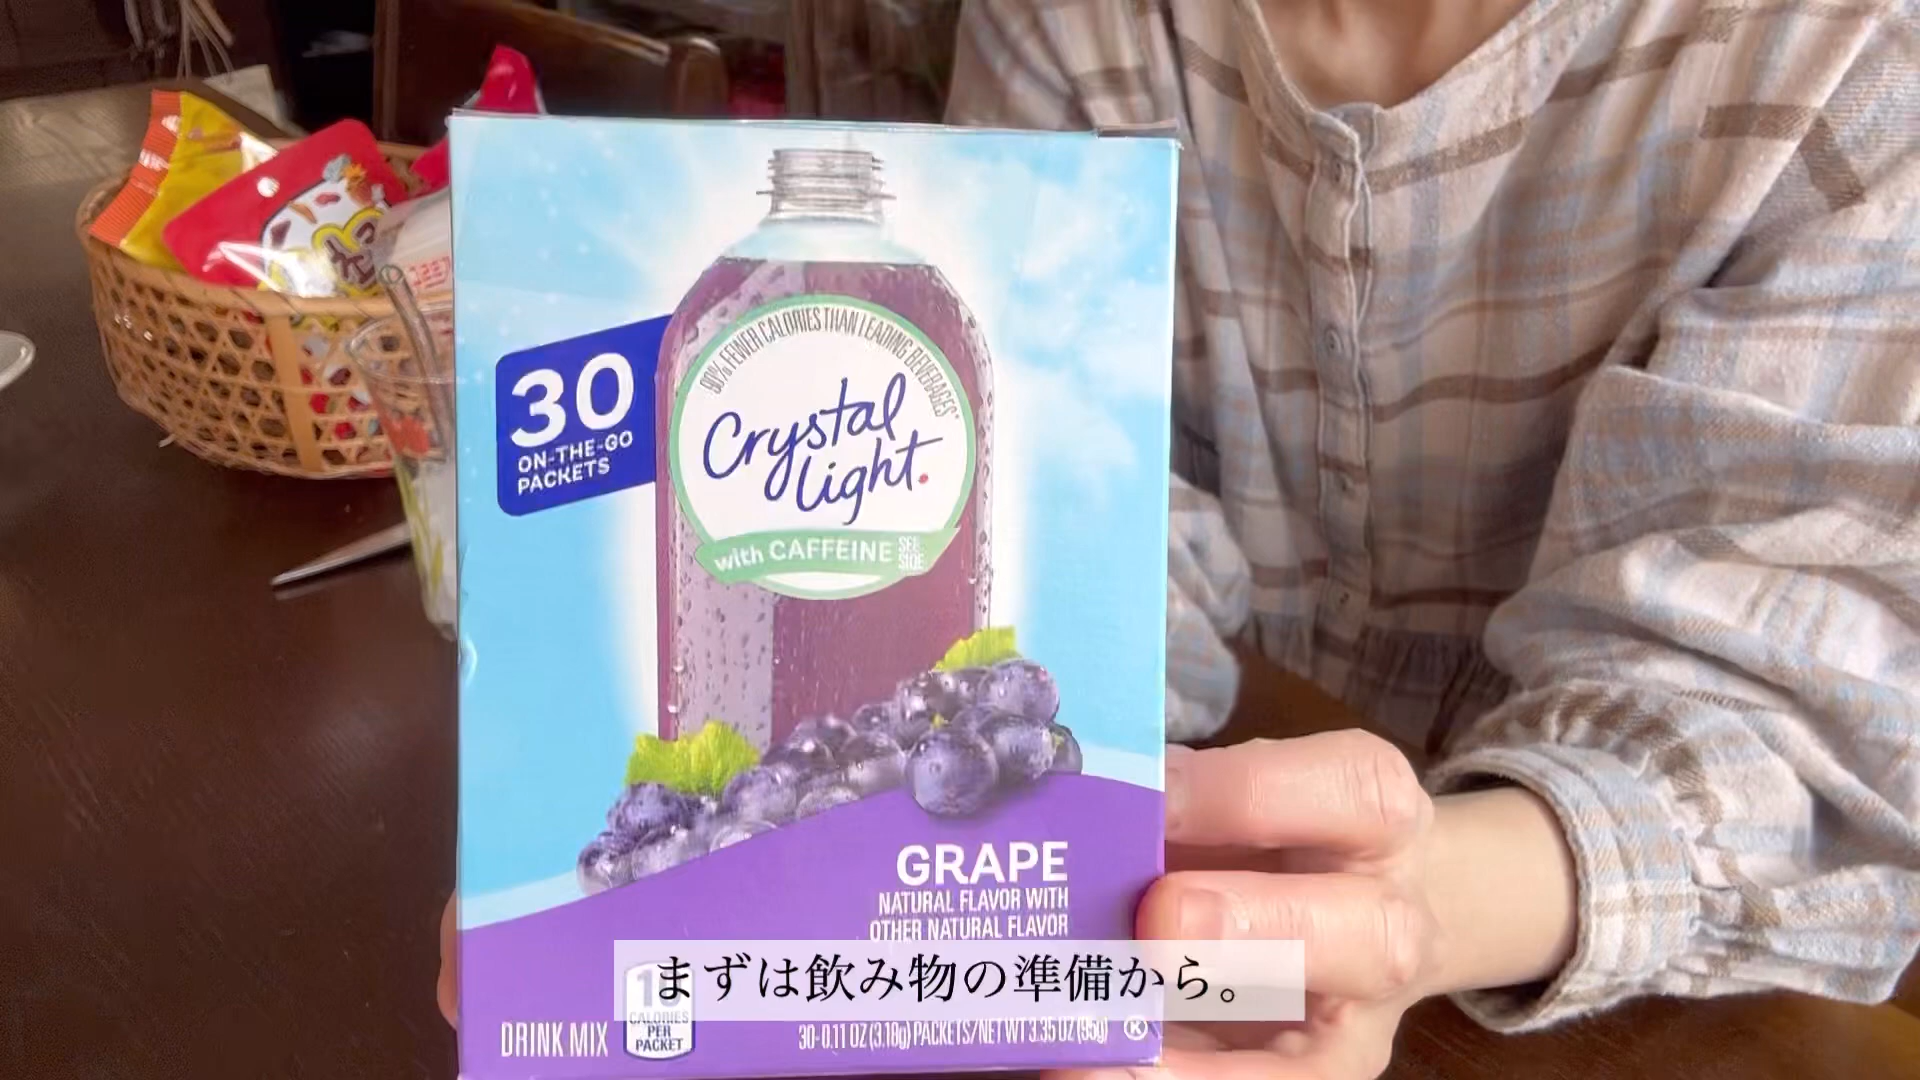 30
ON-THE-GO
PACKETS
90% FEWER CALORIES THAN LEADING BEVERAGES*
Crystal
light.
with CAFFEINE SEE SIDE
GRAPE
NATURAL FLAVOR WITH
OTHER NATURAL FLAVOR
まずは飲み物の準備から。
CALORIES
PER
PACKET
DRINK MIX
30-0.11 OZ (3.18g) PACKETS/NET WT 3.35 OZ (95g) K